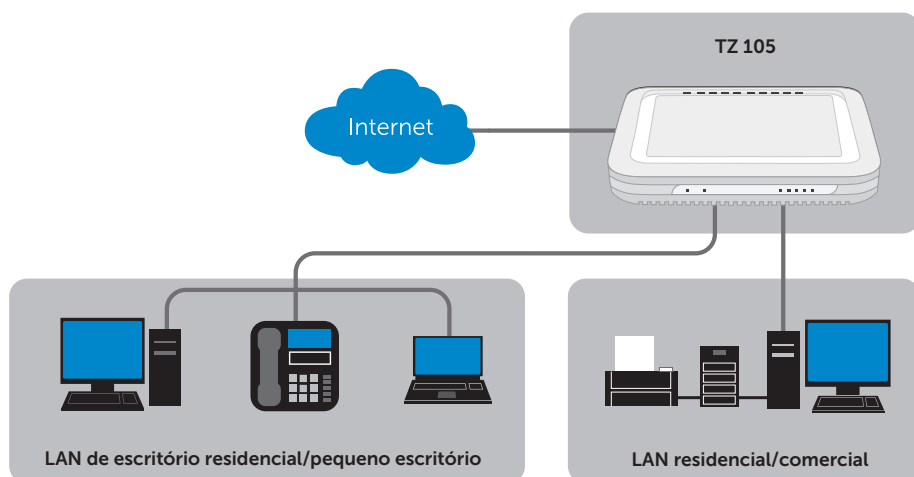 TZ 105
Internet
LAN de escritório residencial/pequeno escritório
LAN residencial/comercial